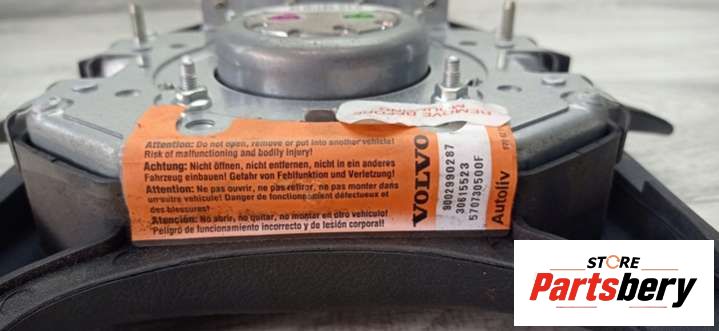 REMOVE BEFORE
MOUNTING
Attention: Do not open, remove or put into another vehicle!
Risk of malfunctioning and bodily injury!
Achtung: Nicht öffnen, nicht entfernen, nicht in ein anderes
Fahrzeug einbauen! Gefahr von Fehlfunktion und Verletzung!
Attention: Ne pas ouvrir, ne pas retirer, ne pas monter dans
un autre véhicule! Danger de fonctionnement défectueux et
des blessures!
Atención: No abrir, no quitar, no montar en otro vehículo!
Peligro de funcionamiento incorrecto y de lesión corporal!
VOLVO
9802990287
30615523
570730500F
Autoliv
STORE
Partsbery